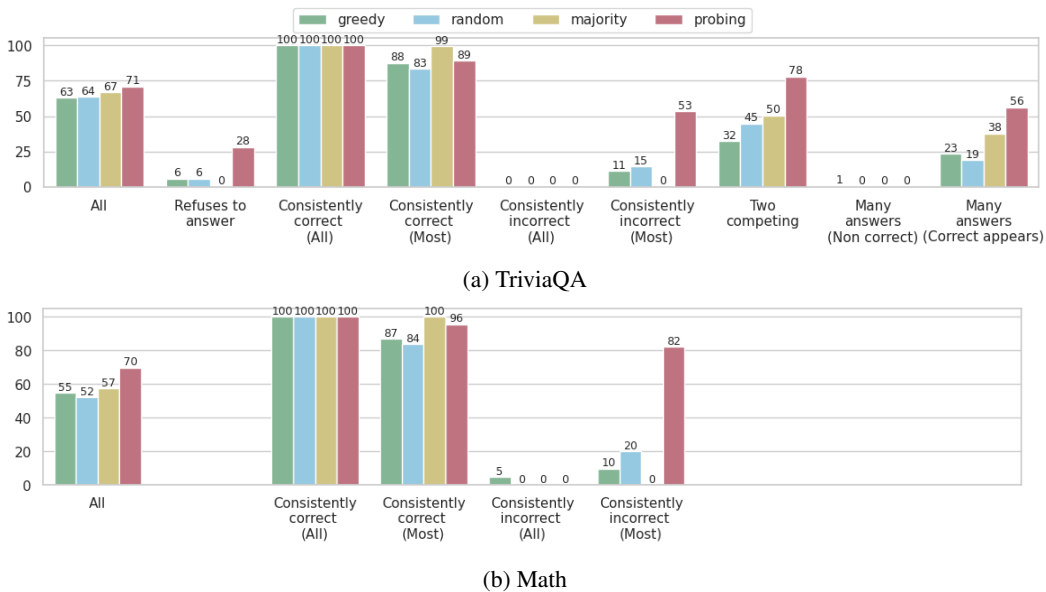 greedy random majority probing
100
75
50
25
0
63 64 67 71
6 6 0 28
100 100 100 100
88 83 99 89
0 0 0 0
11 15 0 53
32 45 50 78
1 0 0 0
23 19 38 56
All
Refuses to
answer
Consistently
correct
(All)
Consistently
correct
(Most)
Consistently
incorrect
(All)
Consistently
incorrect
(Most)
Two
competing
Many
answers
(Non correct)
Many
answers
(Correct appears)
(a) TriviaQA
100
80
60
40
20
0
55 52 57 70
100 100 100 100
87 84 100 96
5 0 0 0
10 20 0 82
All
Consistently
correct
(All)
Consistently
correct
(Most)
Consistently
incorrect
(All)
Consistently
incorrect
(Most)
(b) Math